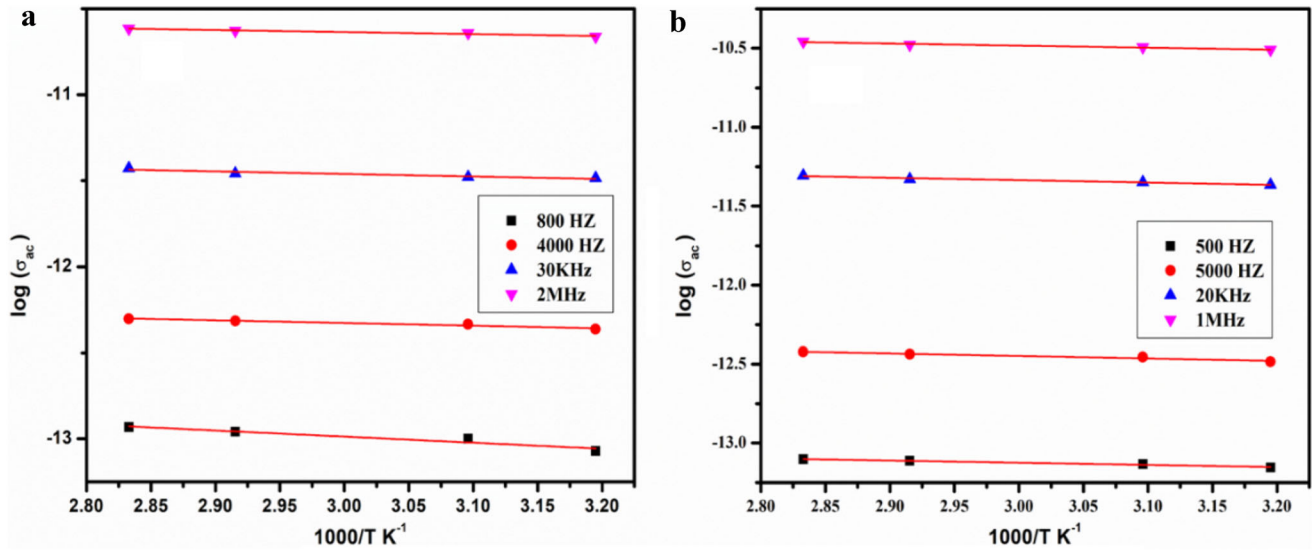 a
-11
-12
-13
log (σac)
800 HZ
4000 HZ
30KHz
2MHz
2.80 2.85 2.90 2.95 3.00 3.05 3.10 3.15 3.20
1000/T K-1
b
-10.5
-11.0
-11.5
-12.0
-12.5
-13.0
log (σac)
500 HZ
5000 HZ
20KHz
1MHz
2.80 2.85 2.90 2.95 3.00 3.05 3.10 3.15 3.20
1000/T K-1